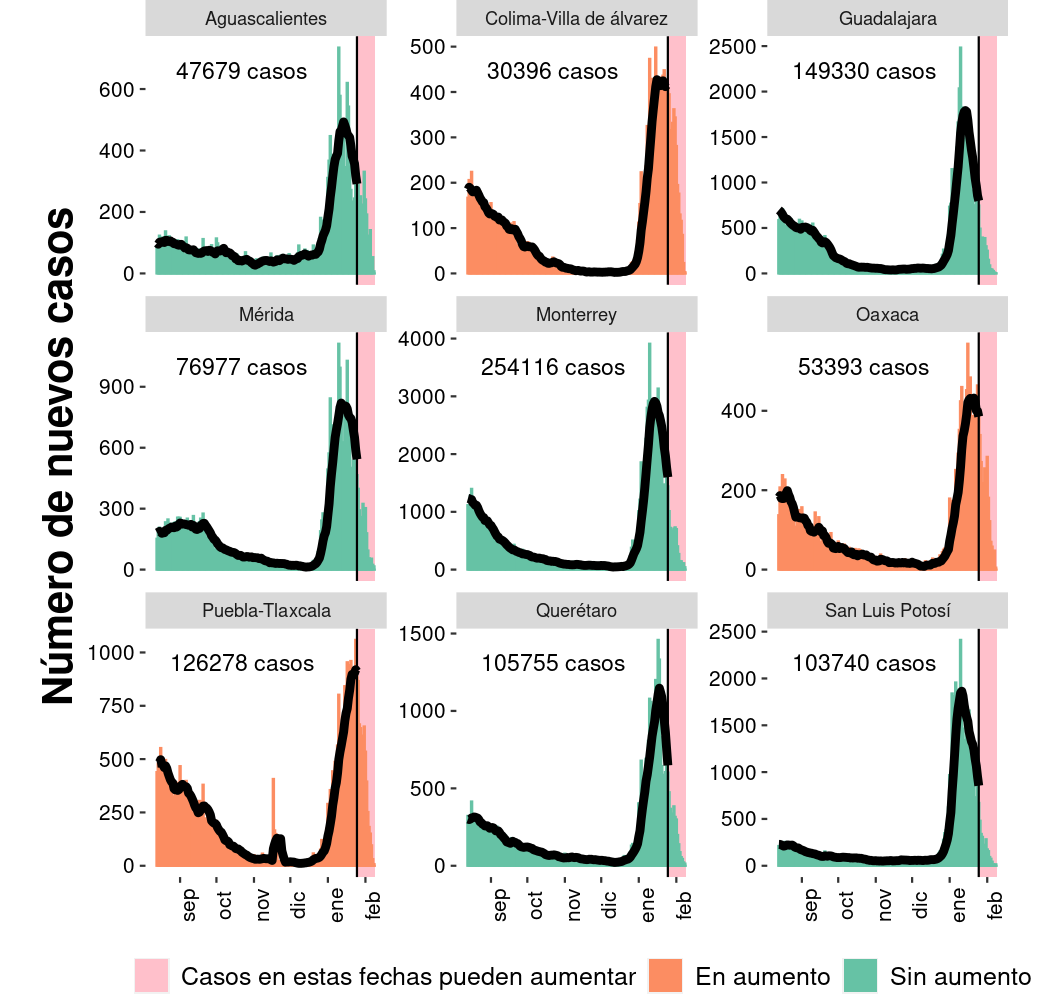 Número de nuevos casos
Aguascalientes
47679 casos
600
400
200
0
Colima-Villa de álvarez
30396 casos
500
400
300
200
100
0
Guadalajara
149330 casos
2500
2000
1500
1000
500
0
Mérida
76977 casos
900
600
300
0
Monterrey
254116 casos
4000
3000
2000
1000
0
Oaxaca
53393 casos
400
200
0
Puebla-Tlaxcala
126278 casos
1000
750
500
250
0
sep oct nov dic ene feb
Querétaro
105755 casos
1500
1000
500
0
sep oct nov dic ene feb
San Luis Potosí
103740 casos
2500
2000
1500
1000
500
0
sep oct nov dic ene feb
Casos en estas fechas pueden aumentar En aumento Sin aumento